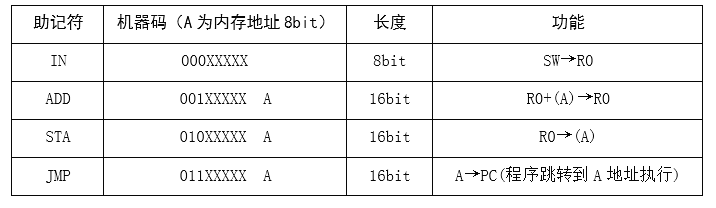 助记符 机器码（A 为内存地址 8bit） 长度 功能
IN 000XXXXX 8bit SW→R0
ADD 001XXXXX A 16bit R0+(A)→R0
STA 010XXXXX A 16bit R0→(A)
JMP 011XXXXX A 16bit A→PC(程序跳转到 A 地址执行)